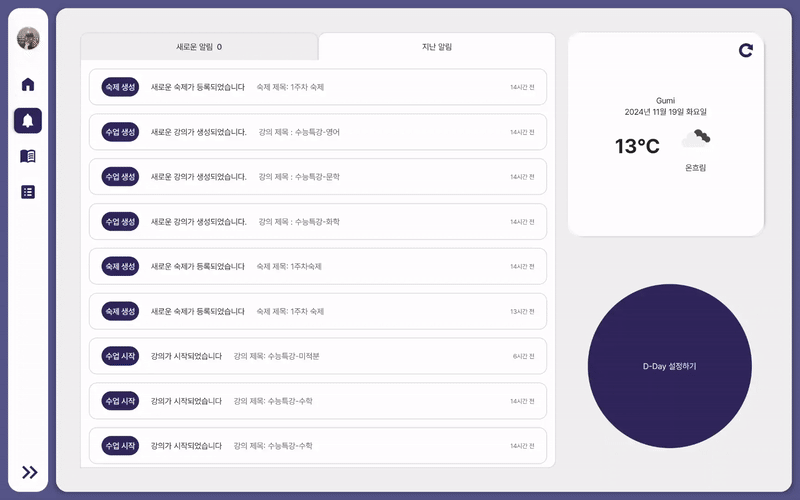 새로운 알림 0
지난 알림
숙제 생성 새로운 숙제가 등록되었습니다 숙제 제목: 1주차 숙제 14시간 전
수업 생성 새로운 강의가 생성되었습니다. 강의 제목 : 수능특강-영어 14시간 전
수업 생성 새로운 강의가 생성되었습니다. 강의 제목 : 수능특강-문학 14시간 전
수업 생성 새로운 강의가 생성되었습니다. 강의 제목 : 수능특강-화학 14시간 전
숙제 생성 새로운 숙제가 등록되었습니다 숙제 제목: 1주차숙제 14시간 전
숙제 생성 새로운 숙제가 등록되었습니다 숙제 제목: 1주차 숙제 13시간 전
수업 시작 강의가 시작되었습니다 강의 제목: 수능특강-미적분 6시간 전
수업 시작 강의가 시작되었습니다 강의 제목: 수능특강-수학 14시간 전
수업 시작 강의가 시작되었습니다 강의 제목: 수능특강-수학 14시간 전
Gumi
2024년 11월 19일 화요일
13°C
온흐림
D-Day 설정하기